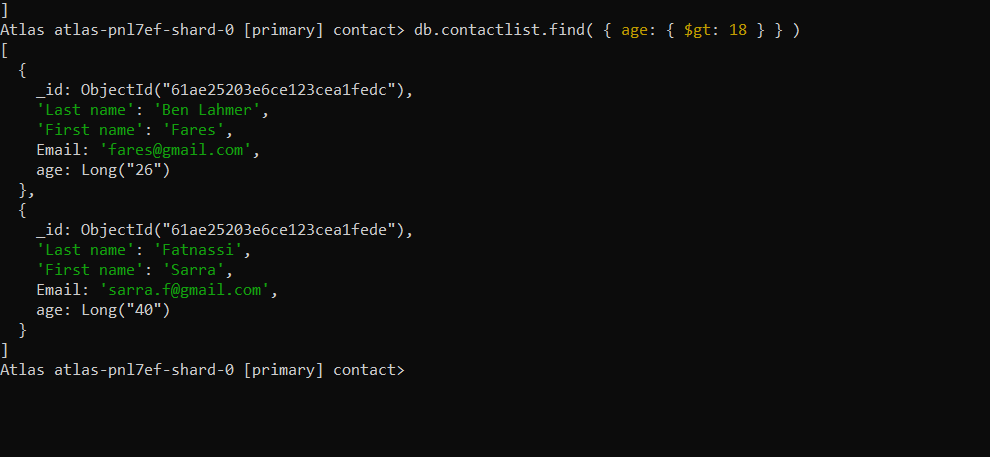 ]
Atlas atlas-pnl7ef-shard-0 [primary] contact> db.contactlist.find( { age: { $gt: 18 } } )
[
  {
    _id: ObjectId("61ae25203e6ce123cea1fedc"),
    'Last name': 'Ben Lahmer',
    'First name': 'Fares',
    Email: 'fares@gmail.com',
    age: Long("26")
  },
  {
    _id: ObjectId("61ae25203e6ce123cea1fede"),
    'Last name': 'Fatnassi',
    'First name': 'Sarra',
    Email: 'sarra.f@gmail.com',
    age: Long("40")
  }
]
Atlas atlas-pnl7ef-shard-0 [primary] contact>